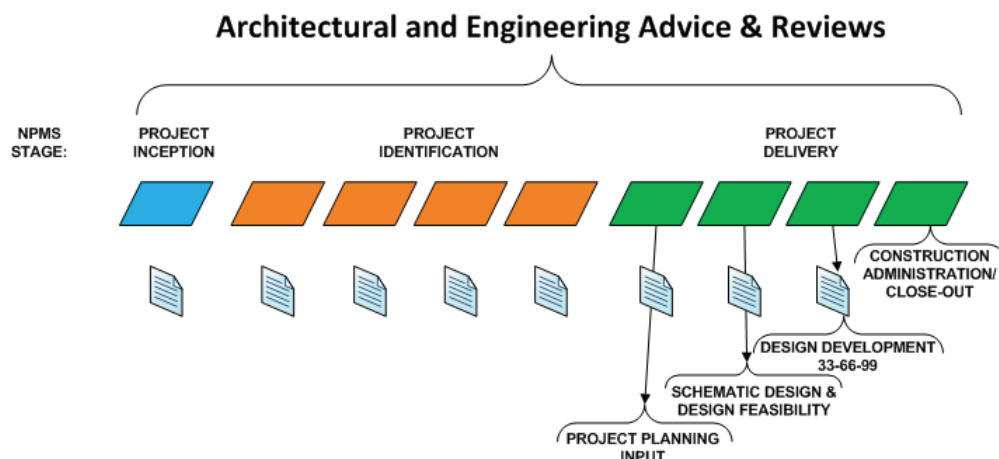 Architectural and Engineering Advice & Reviews
NPMS
STAGE:
PROJECT
INCEPTION
PROJECT
IDENTIFICATION
PROJECT
DELIVERY
CONSTRUCTION
ADMINISTRATION/
CLOSE-OUT
DESIGN DEVELOPMENT
33-66-99
SCHEMATIC DESIGN &
DESIGN FEASIBILITY
PROJECT PLANNING
INPUT